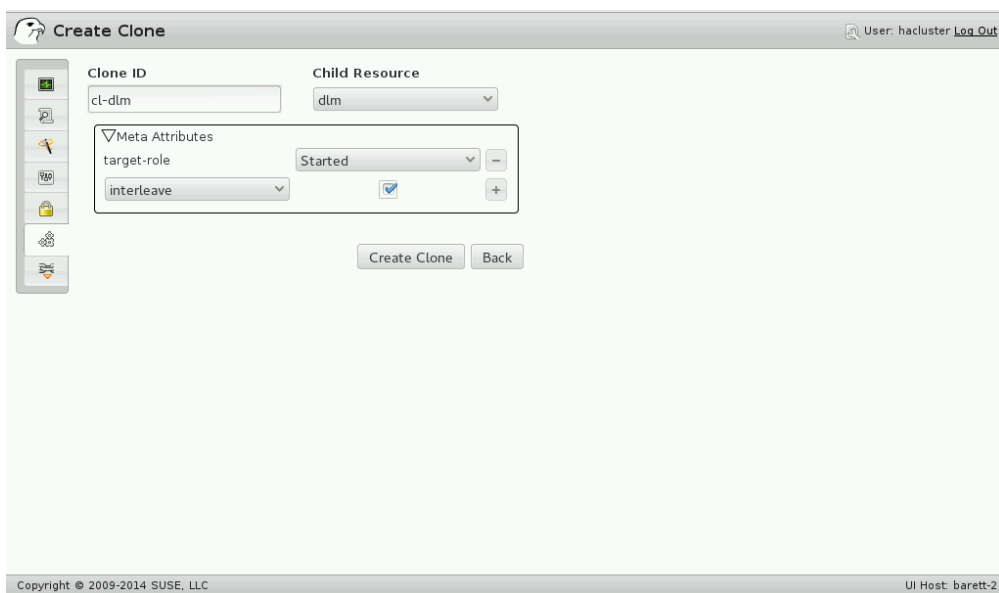 Create Clone
User: hacluster Log Out
Clone ID
Child Resource
cl-dlm
dlm
Meta Attributes
target-role
Started
−
interleave
+
Create Clone
Back
Copyright © 2009-2014 SUSE, LLC
UI Host: barett-2